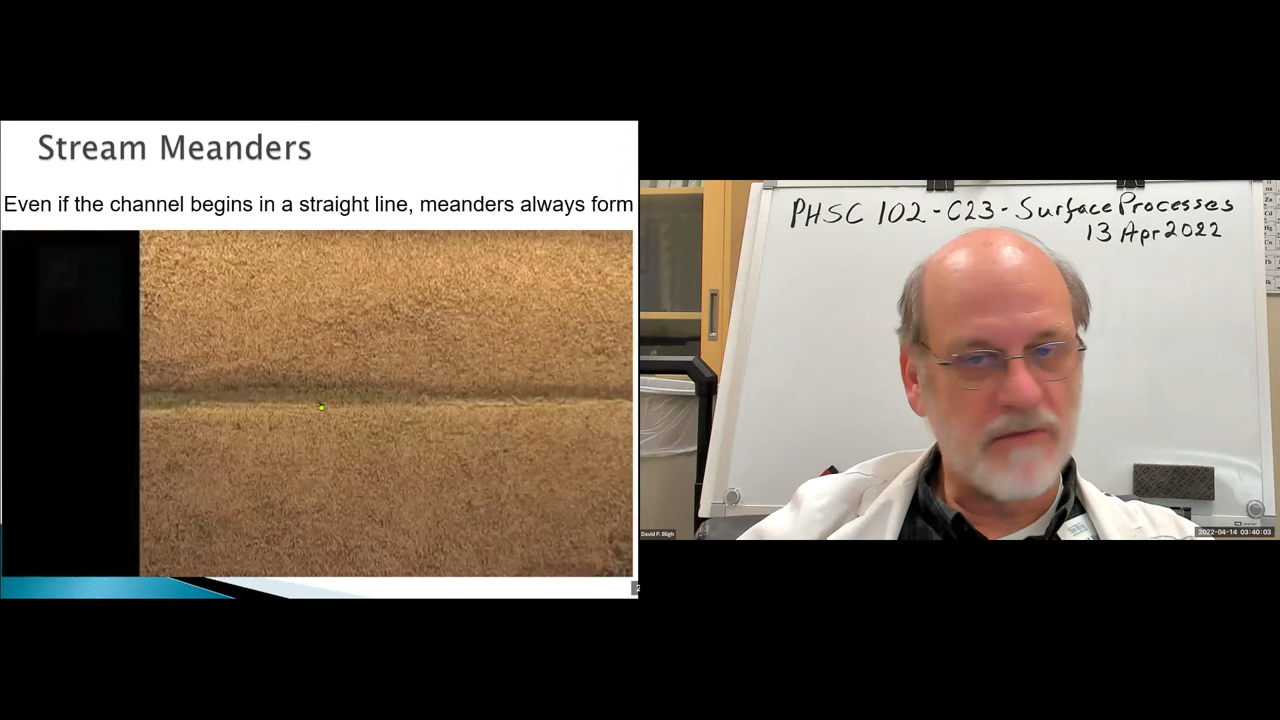 Stream Meanders
Even if the channel begins in a straight line, meanders always form
PHSC 102 - C23 - Surface Processes
13 Apr 2022
David P. Bligh
2022-04-14 03:40:03